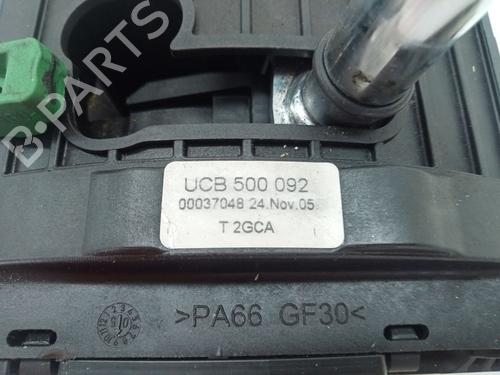 B-PARTS
UCB 500 092
00037048 24.Nov.05
T 2GCA
>PA66 GF30<